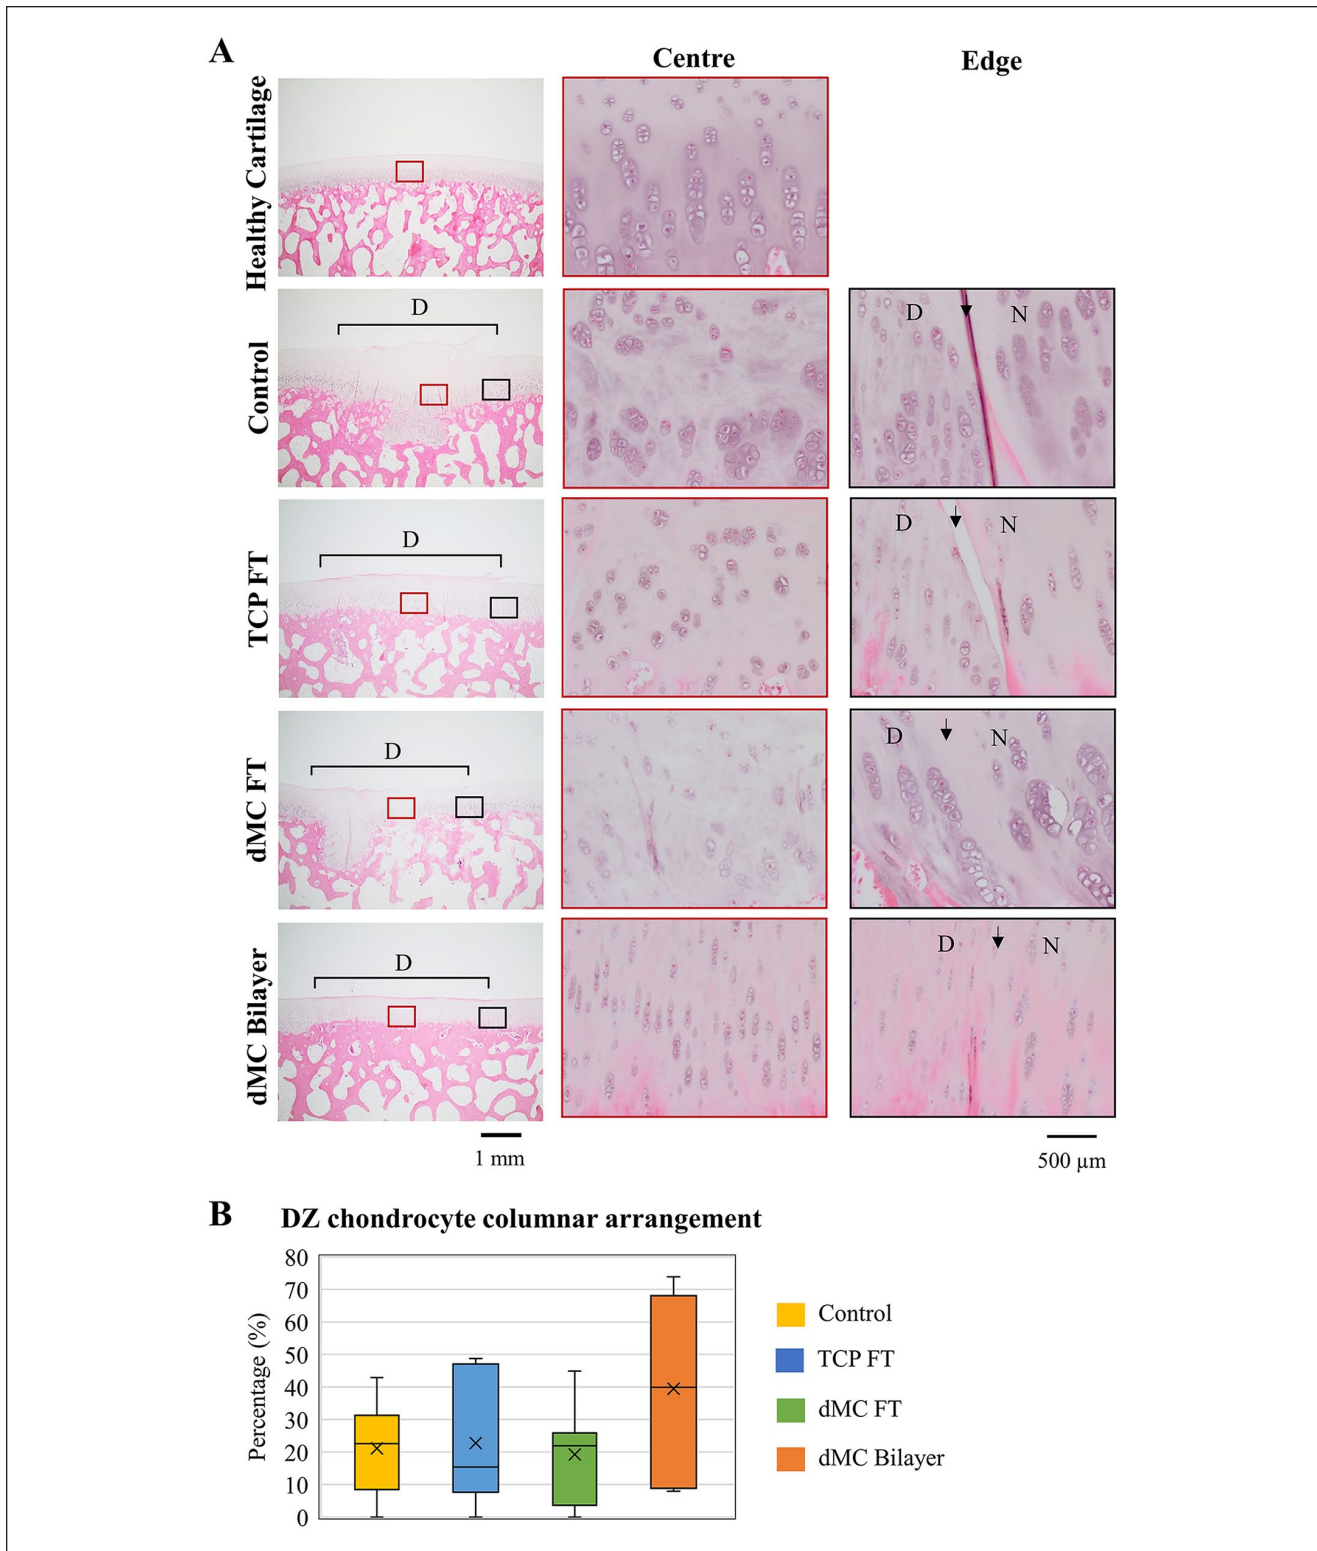 A
Centre
Edge
Healthy Cartilage
Control
D
D
N
TCP FT
D
D
N
dMC FT
D
D
N
dMC Bilayer
D
D
N
1 mm
500 µm
B
DZ chondrocyte columnar arrangement
Percentage (%)
80
70
60
50
40
30
20
10
0
Control
TCP FT
dMC FT
dMC Bilayer